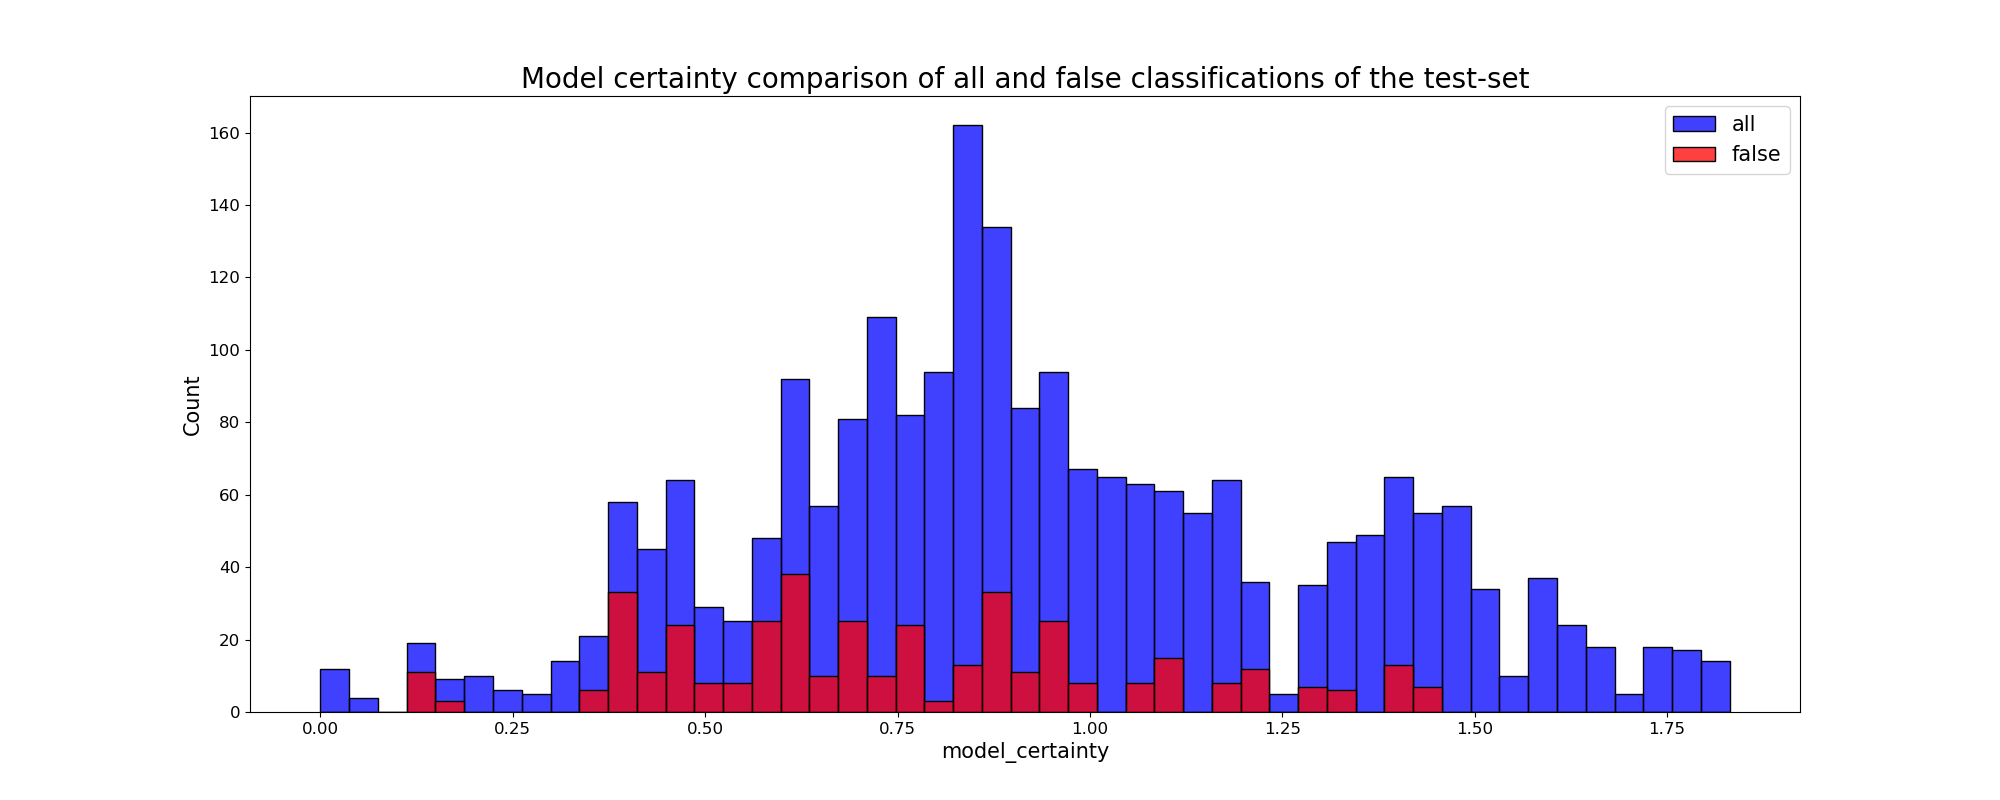 Model certainty comparison of all and false classifications of the test-set
all
false
160
140
120
100
80
60
40
20
0
Count
0.00 0.25 0.50 0.75 1.00 1.25 1.50 1.75
model_certainty